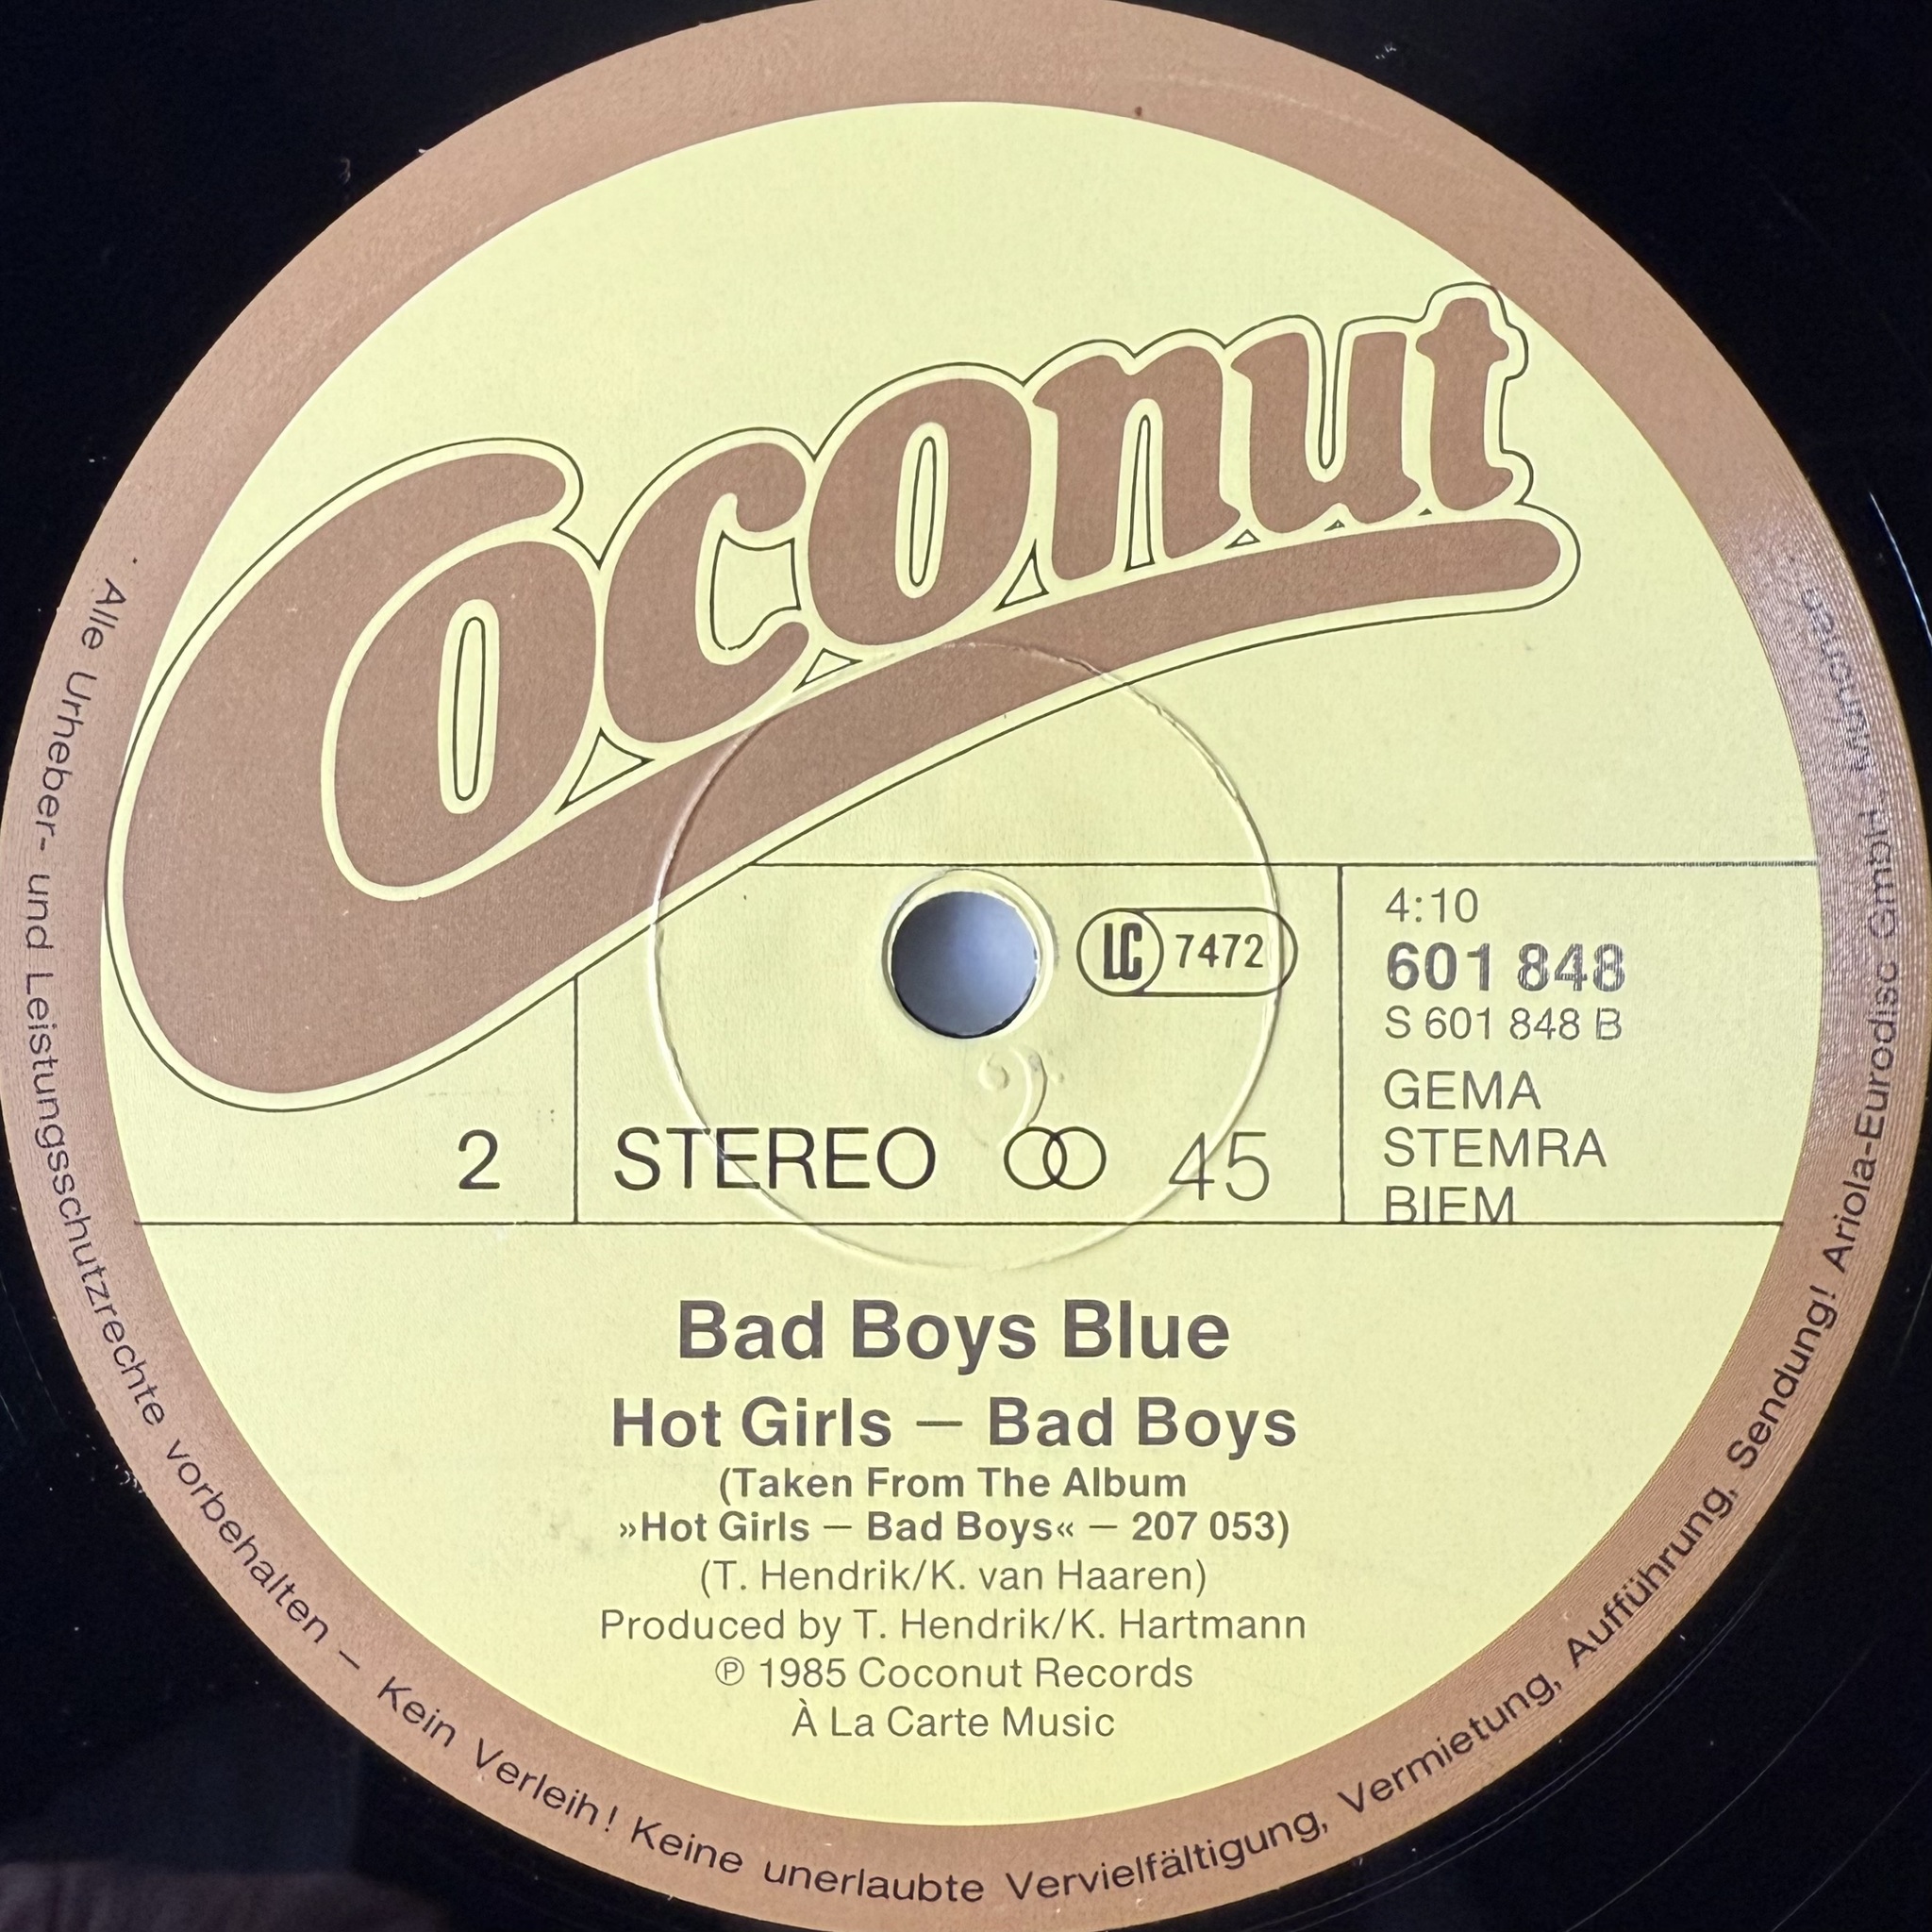 Coconut
LC 7472
4:10
601 848
S 601 848 B
GEMA
STEMRA
BIEM
2
STEREO
45
Bad Boys Blue
Hot Girls — Bad Boys
(Taken From The Album
»Hot Girls — Bad Boys« — 207 053)
(T. Hendrik/K. van Haaren)
Produced by T. Hendrik/K. Hartmann
℗ 1985 Coconut Records
À La Carte Music
Alle Urheber- und Leistungsschutzrechte vorbehalten – Kein Verleih! Keine unerlaubte Vervielfältigung, Vermietung, Aufführung, Sendung! Ariola-Eurodisc GmbH, München